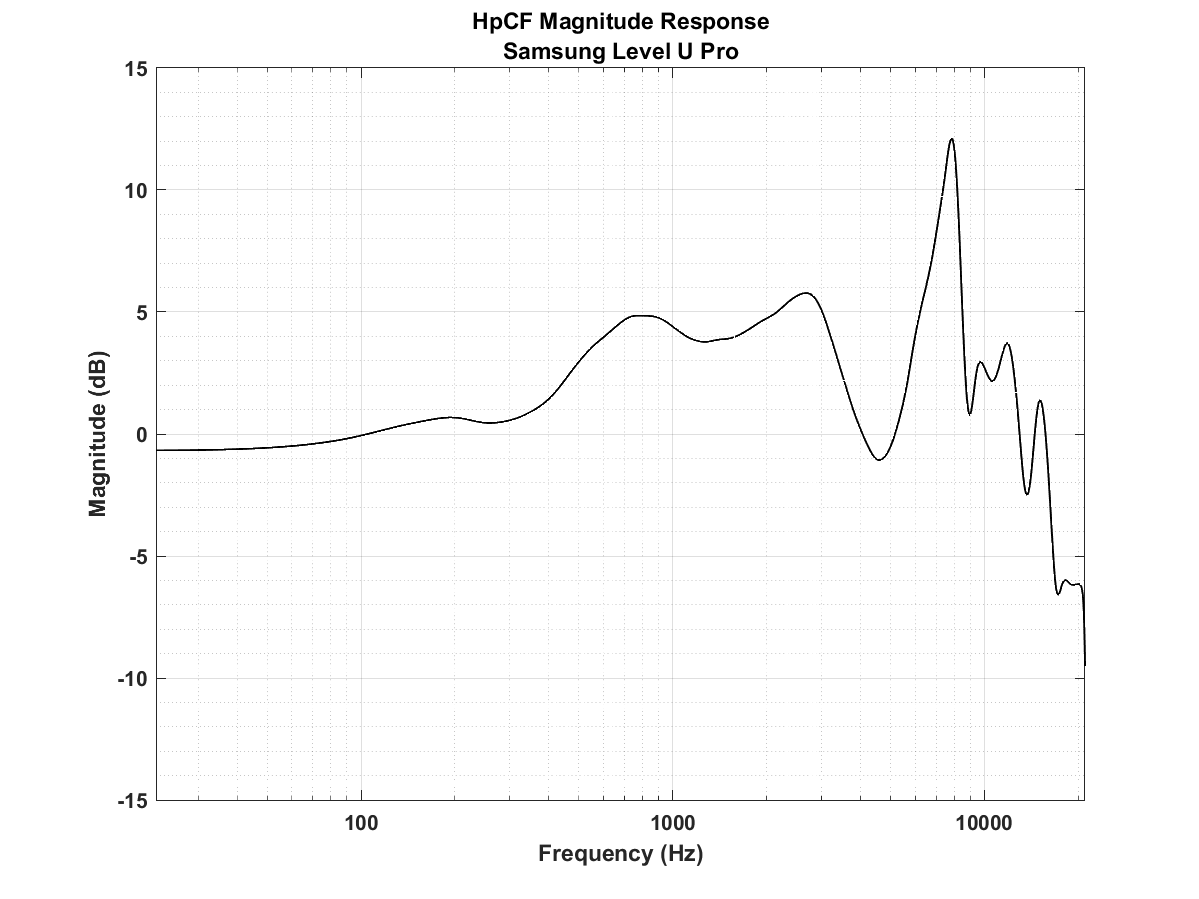 HpCF Magnitude Response
Samsung Level U Pro
15
10
5
0
-5
-10
-15
Magnitude (dB)
100
1000
10000
Frequency (Hz)